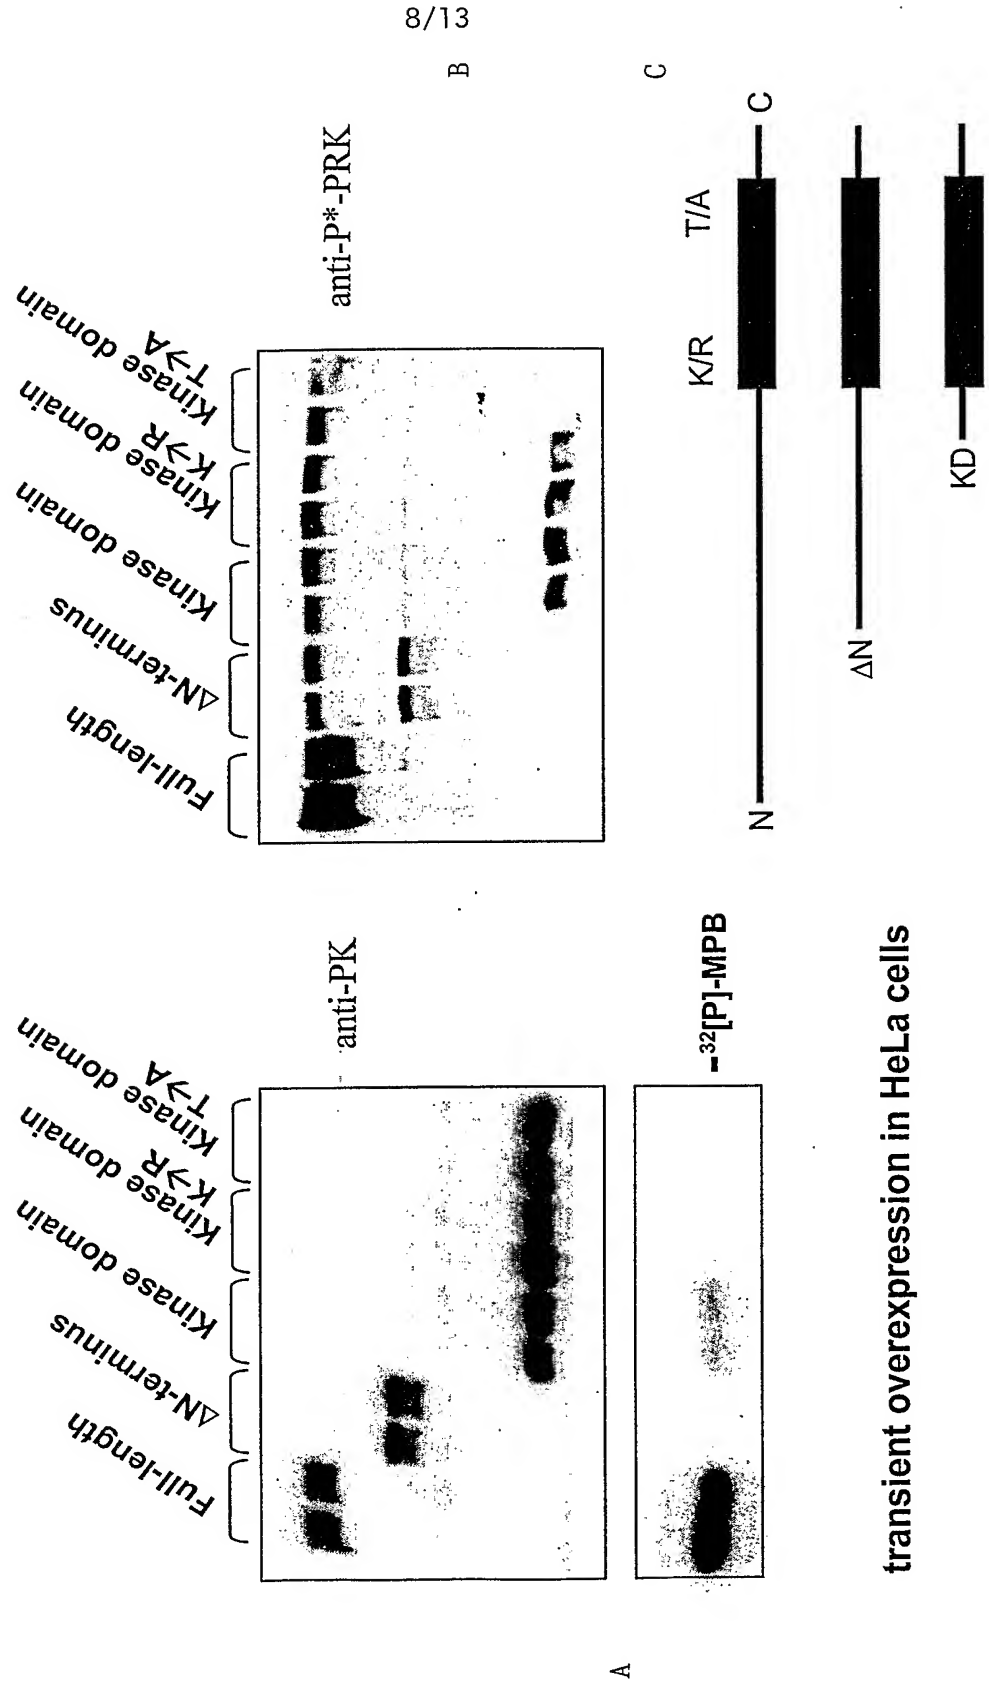 8/13
A
Full-length
ΔN-terminus
Kinase domain
Kinase domain
K→R
Kinase domain
T→A
anti-PK
-³²[P]-MPB
transient overexpression in HeLa cells
B
Full-length
ΔN-terminus
Kinase domain
Kinase domain
K→R
Kinase domain
T→A
anti-P*-PRK
C
K/R
T/A
N
C
ΔN
KD